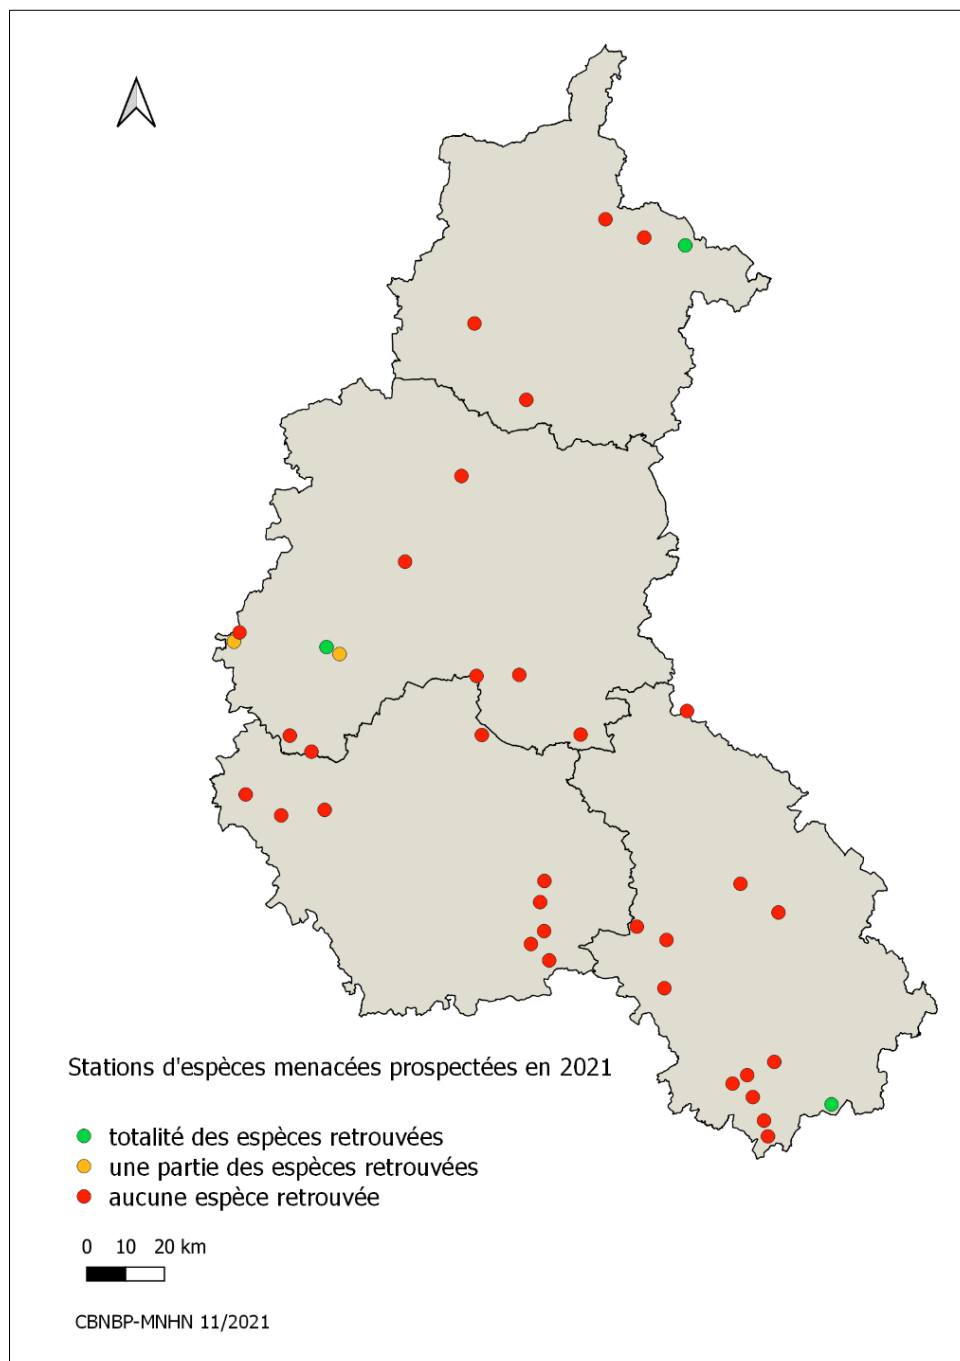 Stations d'espèces menacées prospectées en 2021
totalité des espèces retrouvées
une partie des espèces retrouvées
aucune espèce retrouvée
0 10 20 km
CBNBP-MNHN 11/2021